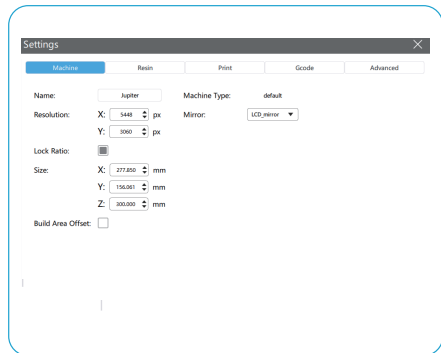 Settings
Machine Resin Print Gcode Advanced
Name: Jupiter Machine Type: default
Resolution: X: 5448 px Mirror: LCD_mirror
Y: 3060 px
Lock Ratio:
Size: X: 277.850 mm
Y: 156.061 mm
Z: 300.000 mm
Build Area Offset: